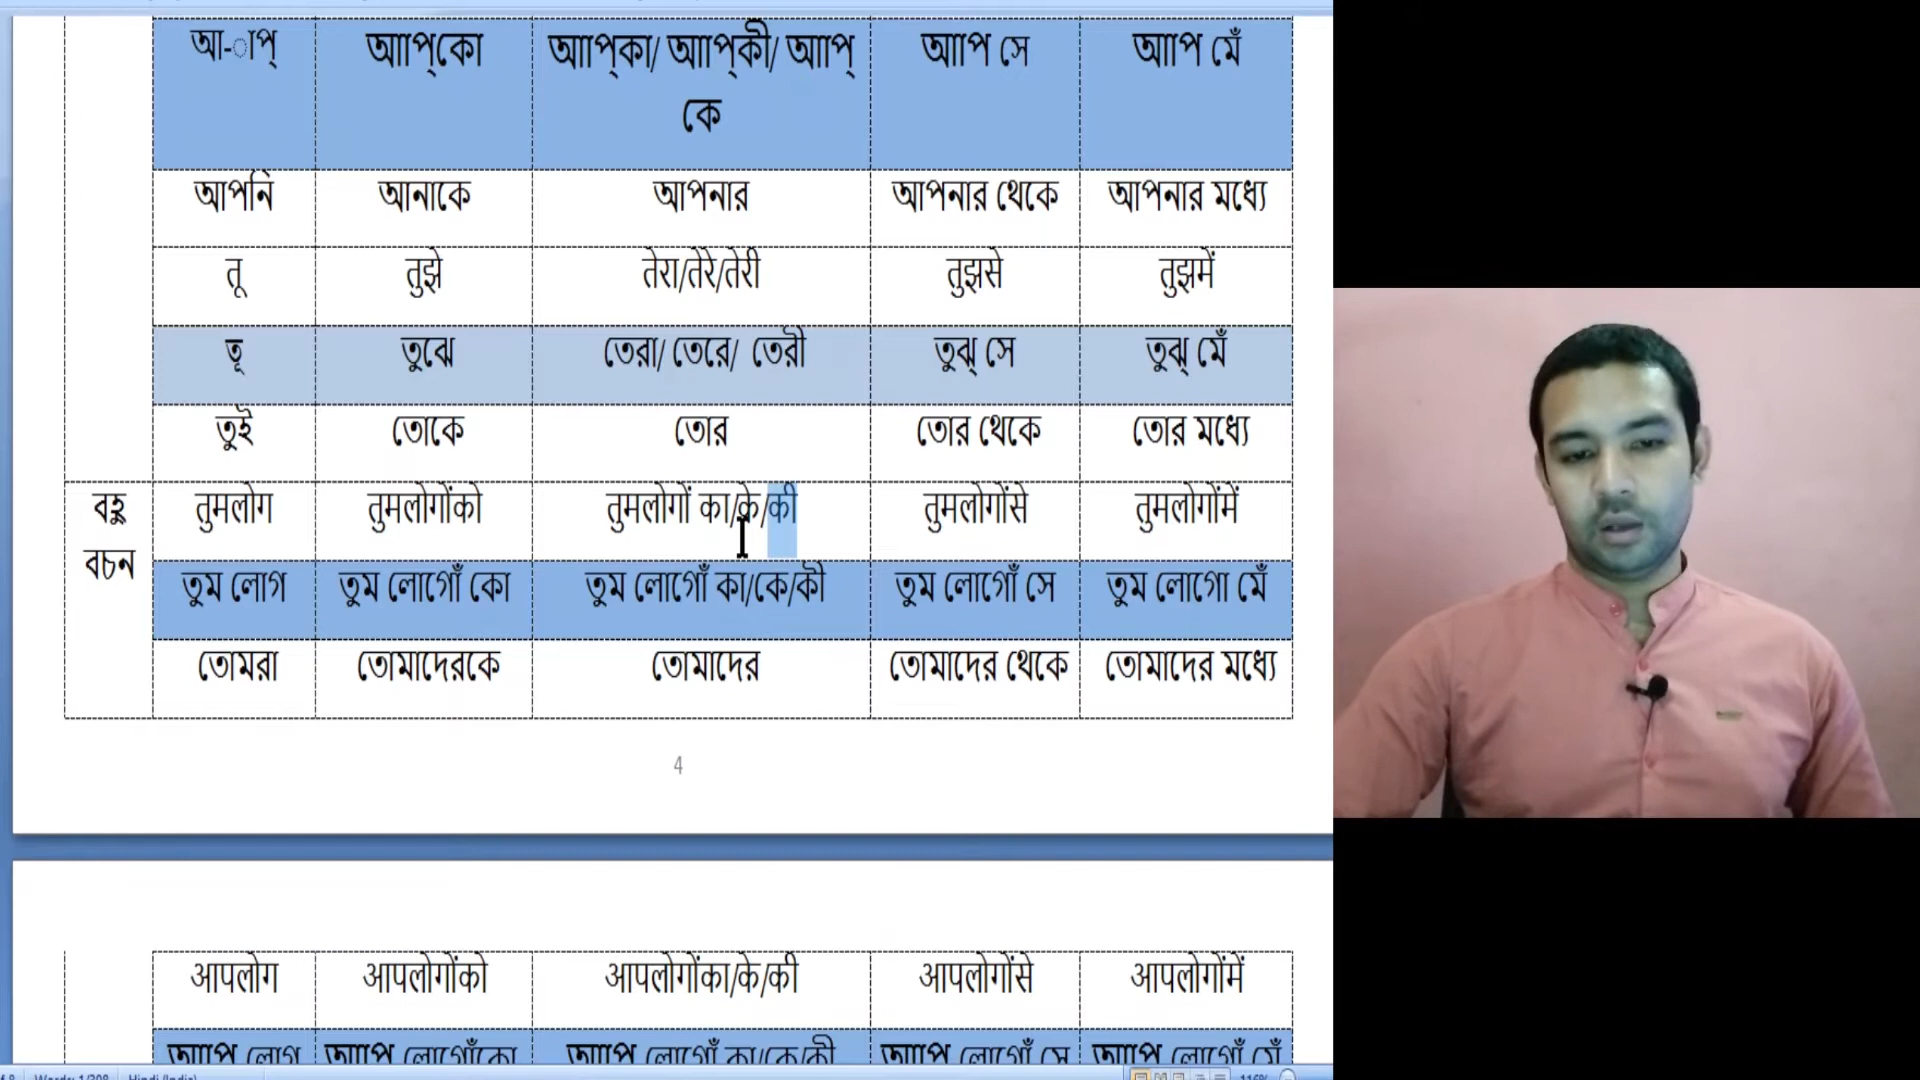 আ-াপ্ আাপ্কো আাপ্কা/ আাপ্কী/ আাপ্ আাপ সে আাপ মেঁ
কে
আপনি আনাকে আপনার আপনার থেকে আপনার মধ্যে
तू तुझे तेरा/तेरे/तेरी तुझसे तुझमें
তূ তুঝে তেরা/ তেরে/ তেরী তুঝ্ সে তুঝ্ মেঁ
তুই তোকে তোর তোর থেকে তোর মধ্যে
বহু तुमलोग तुमलोगोंको तुमलोगों का/के/की तुमलोगोंसे तुमलोगोंमें
বচন তুম লোগ তুম লোগোঁ কো তুম লোগোঁ কা/কে/কী তুম লোগোঁ সে তুম লোগো মেঁ
তোমরা তোমাদেরকে তোমাদের তোমাদের থেকে তোমাদের মধ্যে
4
आपलोग आपलोगोंको आपलोगोंका/के/की आपलोगोंसे आपलोगोंमें
আাপ লোগ আাপ লোগোঁকো আাপ লোগোঁ কা/কে/কী আাপ লোগোঁ সে আাপ লোগোঁ মেঁ